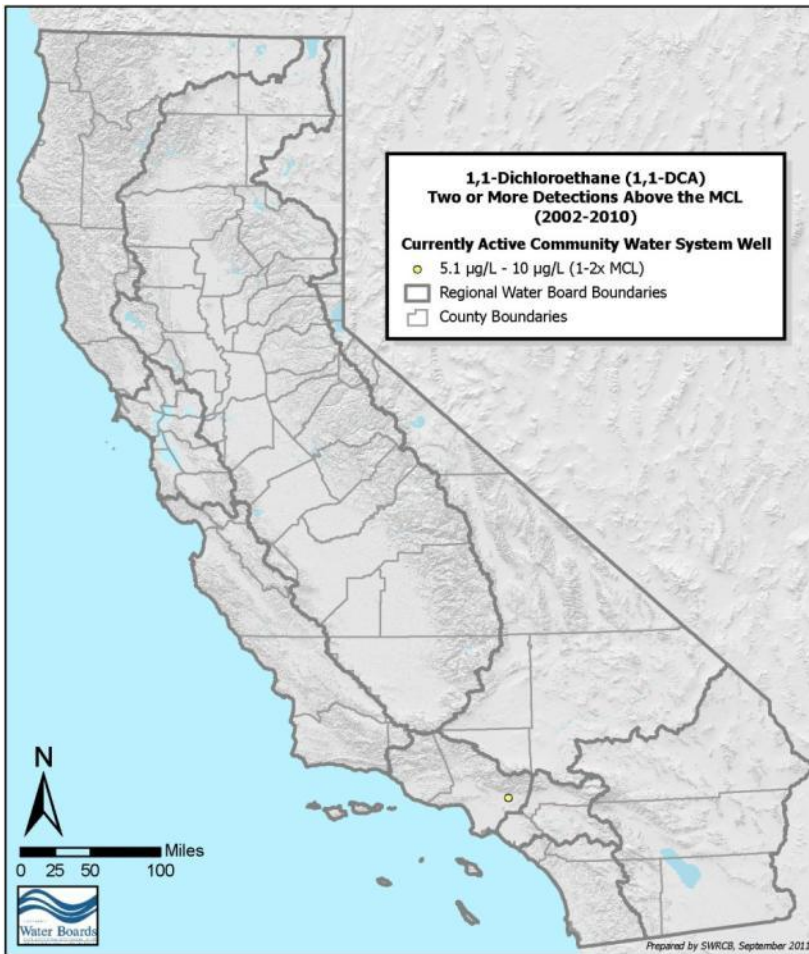 1,1-Dichloroethane (1,1-DCA)
Two or More Detections Above the MCL
(2002-2010)
Currently Active Community Water System Well
5.1 µg/L - 10 µg/L (1-2x MCL)
Regional Water Board Boundaries
County Boundaries
N
Miles
0 25 50 100
Water Boards
Prepared by SWRCB, September 2011